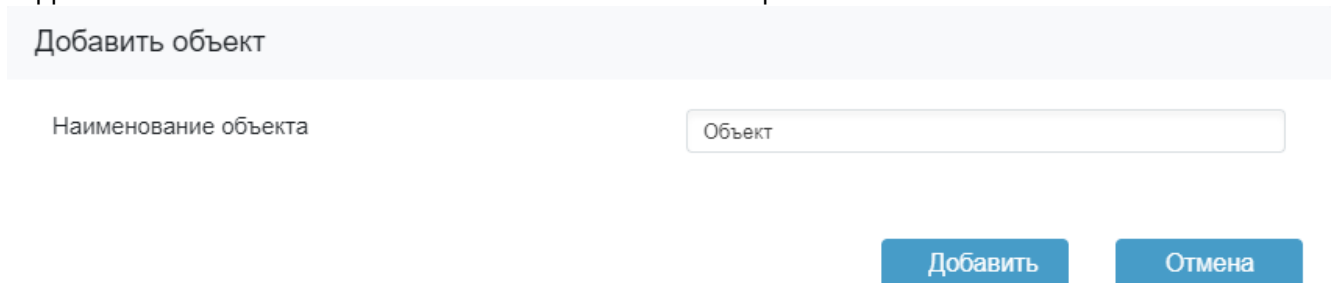 Добавить объект
Наименование объекта Объект
Добавить Отмена